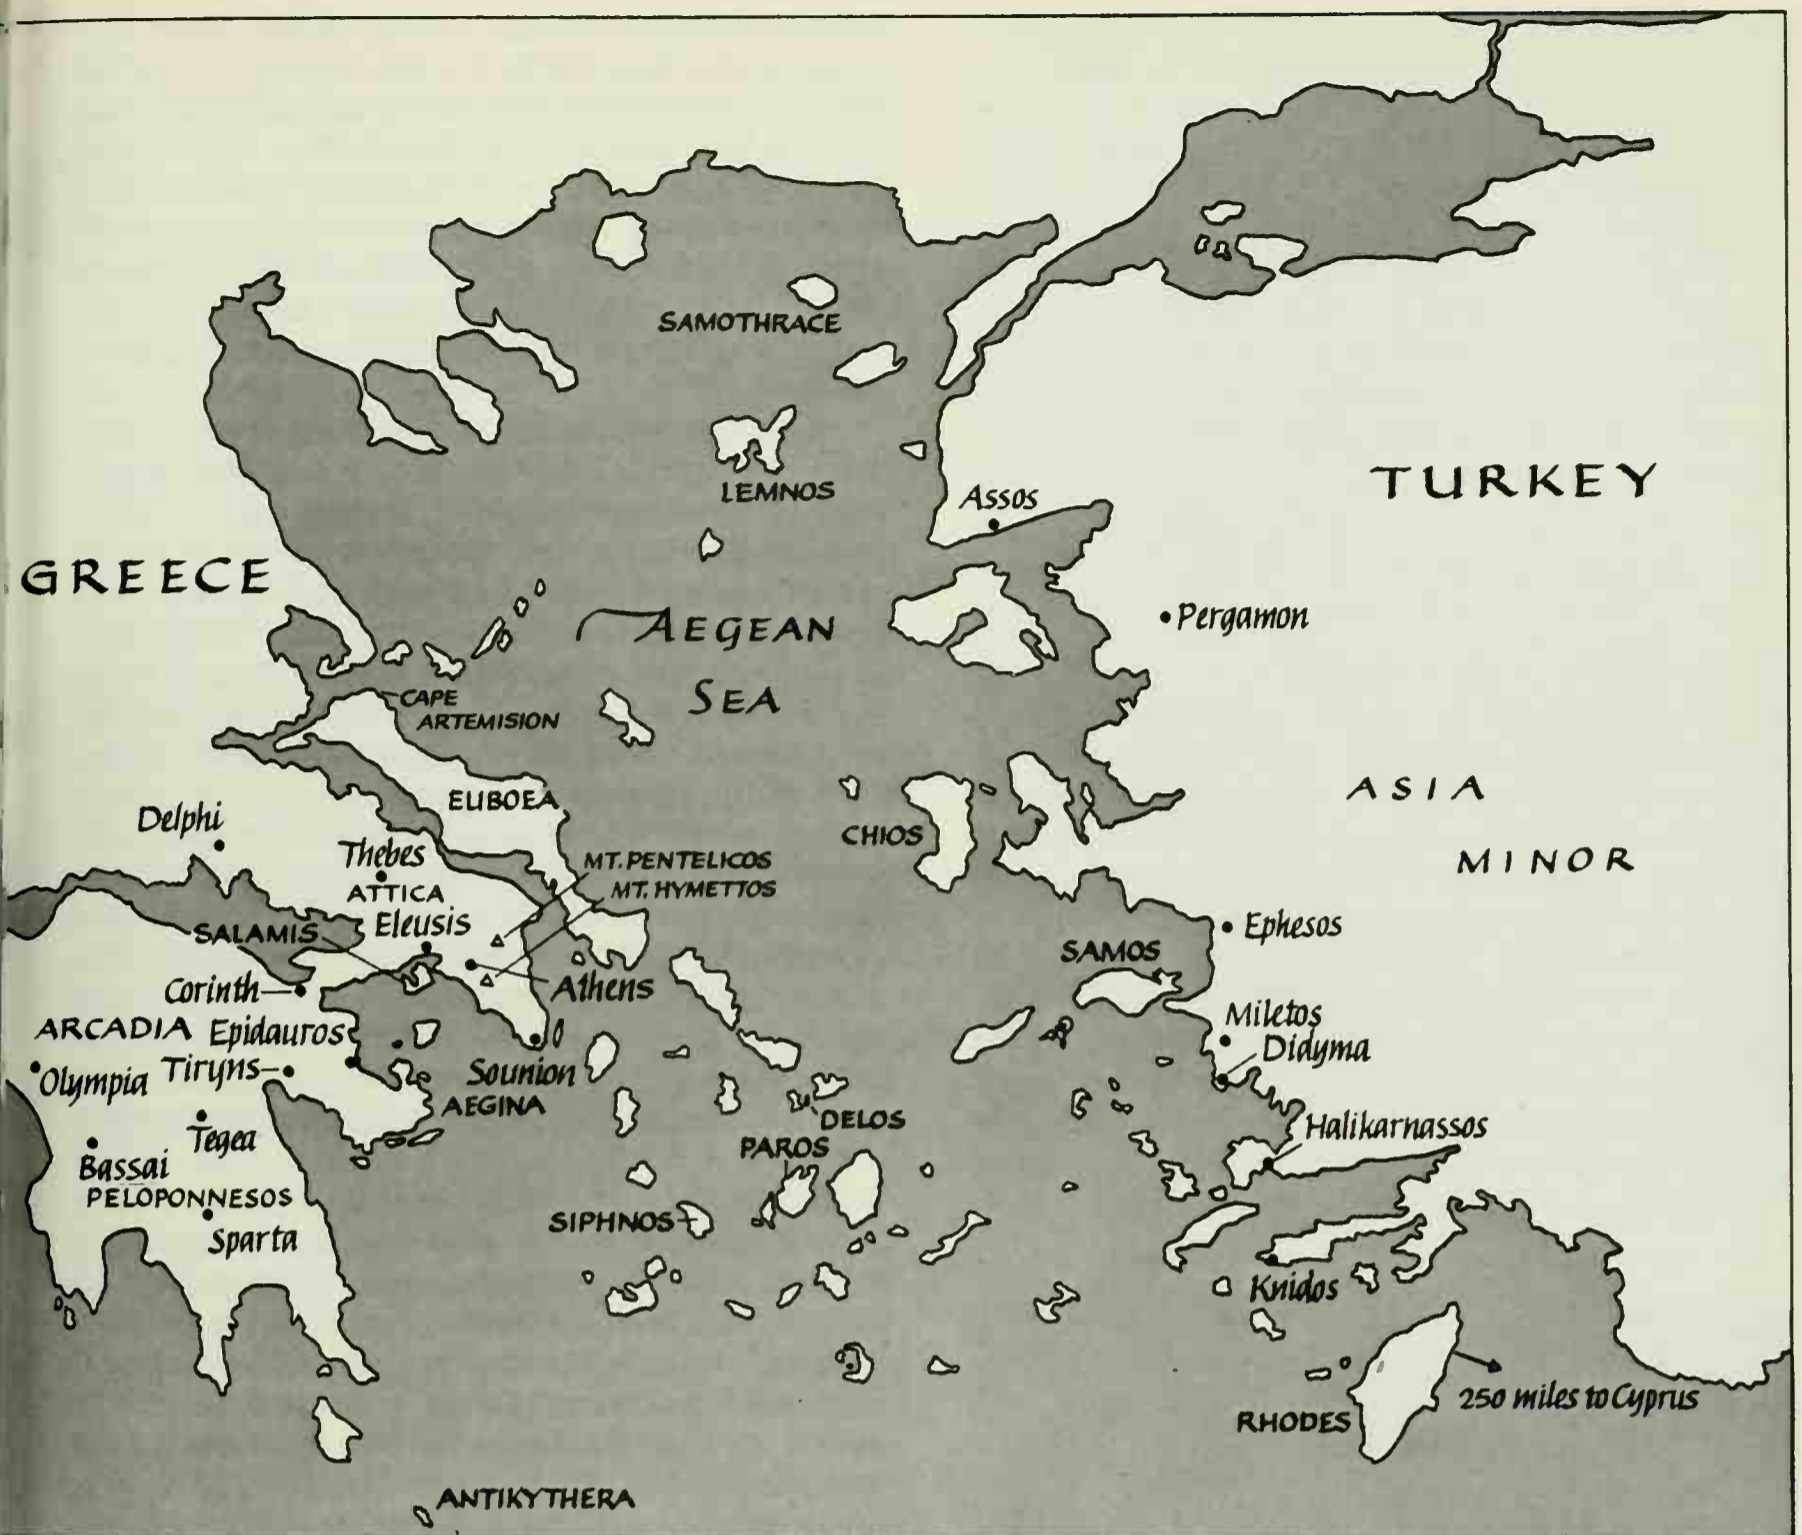 SAMOTHRACE
LEMNOS
TURKEY
Assos
GREECE
AEGEAN
SEA
Pergamon
CAPE
ARTEMISION
EUBOEA
ASIA
MINOR
Delphi
CHIOS
Thebes
MT. PENTELICOS
ATTICA
MT. HYMETTOS
SALAMIS
Eleusis
Ephesos
SAMOS
Corinth
Athens
ARCADIA
Epidauros
Miletos
Didyma
Olympia
Tiryns
Sounion
AEGINA
DELOS
Tegea
PAROS
Halikarnassos
Bassai
PELOPONNESOS
SIPHNOS
Sparta
Knidos
250 miles to Cyprus
RHODES
ANTIKYTHERA